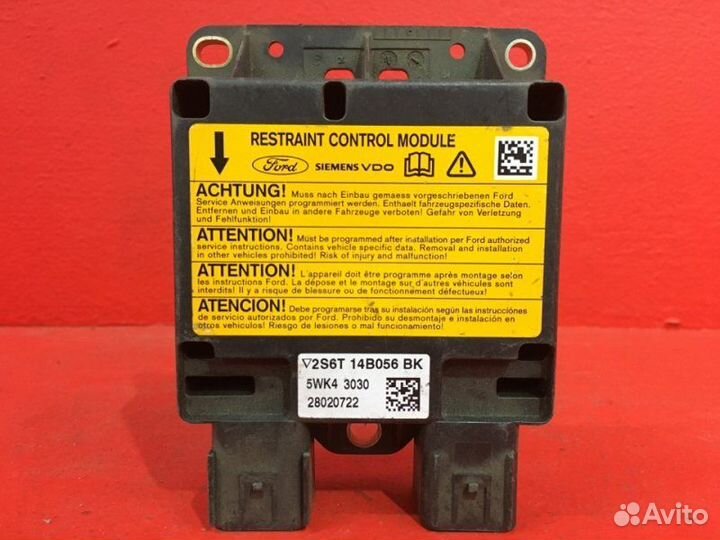 RESTRAINT CONTROL MODULE
Ford SIEMENS VDO
ACHTUNG! Muss nach Einbau gemaess vorgeschriebenen Ford
Service Anweisungen programmiert werden. Enthaelt fahrzeugspezifische Daten.
Entfernen und Einbau in andere Fahrzeuge verboten! Gefahr von Verletzung
und Fehlfunktion!
ATTENTION! Must be programmed after installation per Ford authorized
service instructions. Contains vehicle specific data. Removal and installation
in other vehicles prohibited! Risk of injury and malfunction!
ATTENTION! L'appareil doit être programme après montage selon
les instructions Ford. La dépose et le montage sur d'autres véhicules sont
interdits! Il y a risque de blessure ou de fonctionnement défectueux!
ATENCION! Debe programarse tras su instalación según las instrucciónes
de servicio autorizados por Ford. Prohibido su desmontaje e instalación en
otros vehiculos! Riesgo de lesiones o mal funcionamiento!
2S6T 14B056 BK
5WK4 3030
28020722
Avito